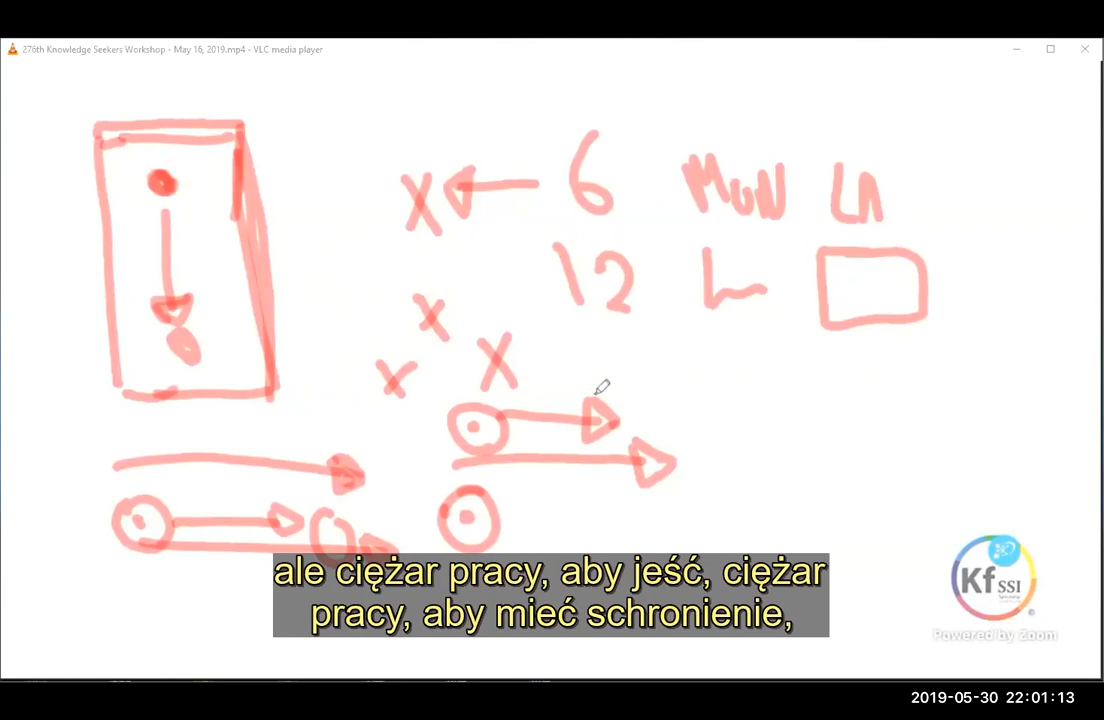 276th Knowledge Seekers Workshop - May 16, 2019.mp4 - VLC media player
X 6 MUN
12
X
X X
ale ciężar pracy, aby jeść, ciężar
pracy, aby mieć schronienie,
Kf SSI
Powered by Zoom
2019-05-30 22:01:13